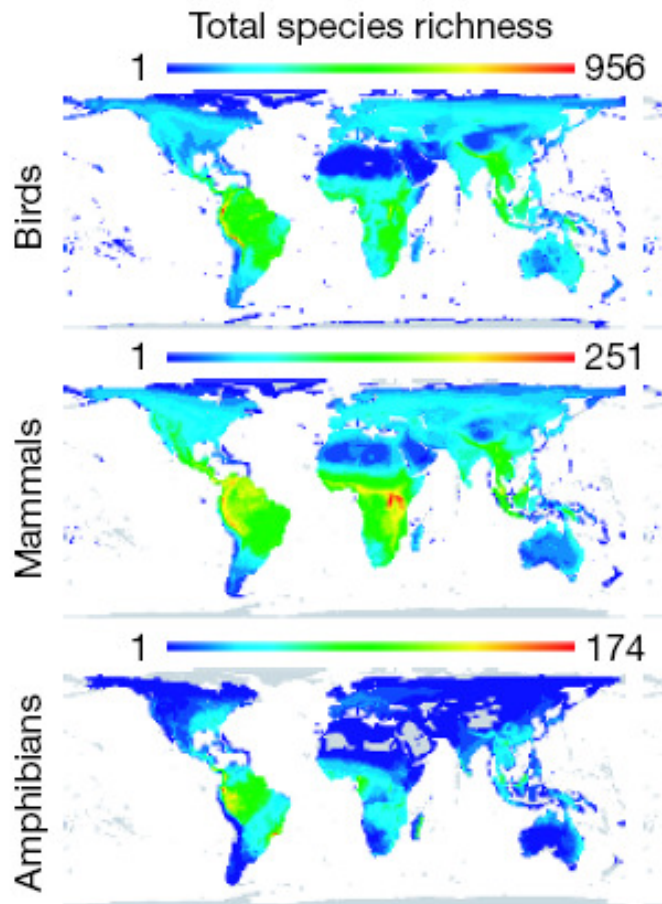 Total species richness
1 956
Birds
1 251
Mammals
1 174
Amphibians